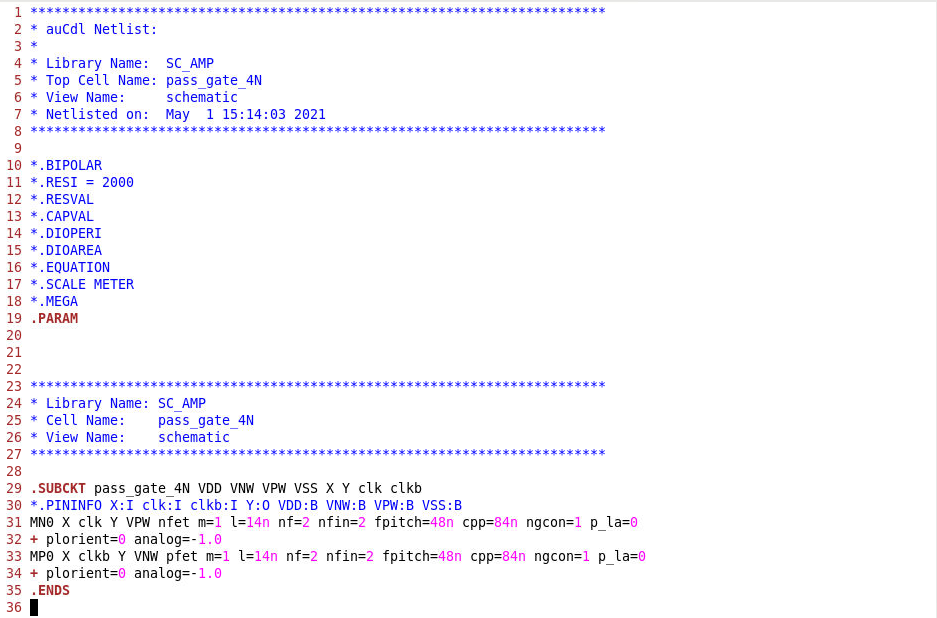 1 ************************************************************************
2 * auCdl Netlist:
3 *
4 * Library Name:  SC_AMP
5 * Top Cell Name: pass_gate_4N
6 * View Name:     schematic
7 * Netlisted on:  May  1 15:14:03 2021
8 ************************************************************************
9
10 *.BIPOLAR
11 *.RESI = 2000
12 *.RESVAL
13 *.CAPVAL
14 *.DIOPERI
15 *.DIOAREA
16 *.EQUATION
17 *.SCALE METER
18 *.MEGA
19 .PARAM
20
21
22
23 ************************************************************************
24 * Library Name: SC_AMP
25 * Cell Name:    pass_gate_4N
26 * View Name:    schematic
27 ************************************************************************
28
29 .SUBCKT pass_gate_4N VDD VNW VPW VSS X Y clk clkb
30 *.PININFO X:I clk:I clkb:I Y:O VDD:B VNW:B VPW:B VSS:B
31 MN0 X clk Y VPW nfet m=1 l=14n nf=2 nfin=2 fpitch=48n cpp=84n ngcon=1 p_la=0
32 + plorient=0 analog=-1.0
33 MP0 X clkb Y VNW pfet m=1 l=14n nf=2 nfin=2 fpitch=48n cpp=84n ngcon=1 p_la=0
34 + plorient=0 analog=-1.0
35 .ENDS
36